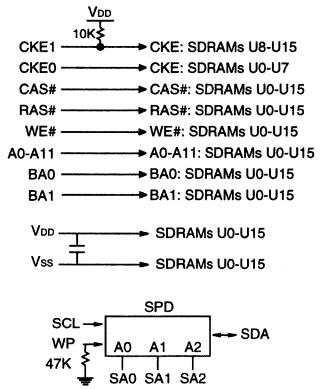 VDD
10K
CKE1 CKE: SDRAMs U8-U15
CKE0 CKE: SDRAMs U0-U7
CAS# CAS#: SDRAMs U0-U15
RAS# RAS#: SDRAMs U0-U15
WE# WE#: SDRAMs U0-U15
A0-A11 A0-A11: SDRAMs U0-U15
BA0 BA0: SDRAMs U0-U15
BA1 BA1: SDRAMs U0-U15
VDD SDRAMs U0-U15
VSS SDRAMs U0-U15
SPD
SCL
WP A0 A1 A2 SDA
47K
SA0 SA1 SA2